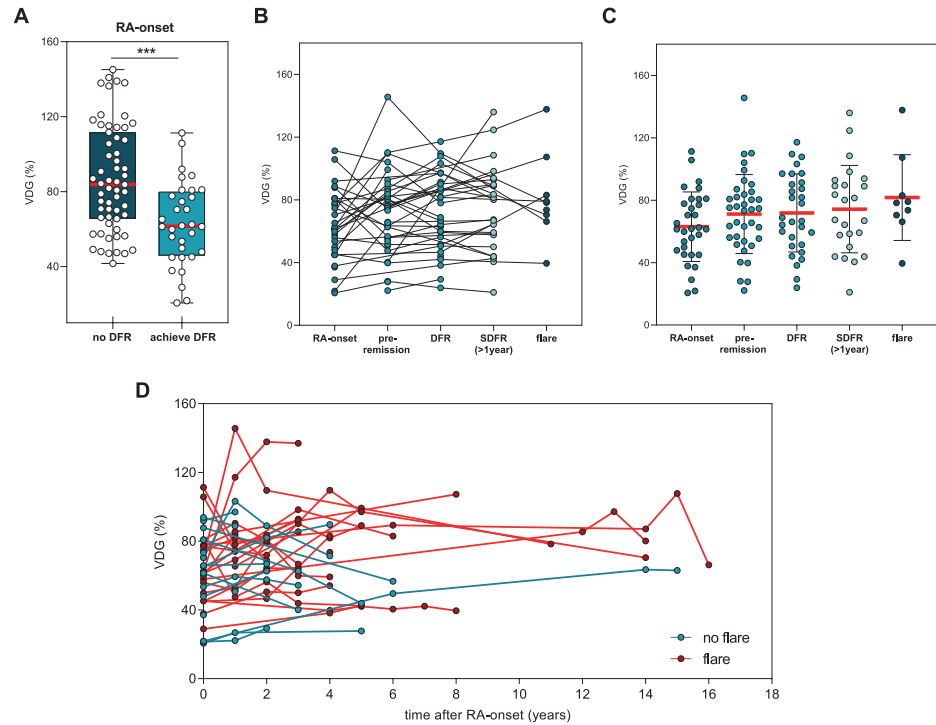 A
RA-onset
***
160
120
80
40
VDG (%)
no DFR
achieve DFR
B
160
120
80
40
0
VDG (%)
RA-onset
pre-
remission
DFR
SDFR
(>1year)
flare
C
160
120
80
40
0
VDG (%)
RA-onset
pre-
remission
DFR
SDFR
(>1year)
flare
D
160
120
80
40
0
VDG (%)
0 2 4 6 8 10 12 14 16 18
time after RA-onset (years)
no flare
flare